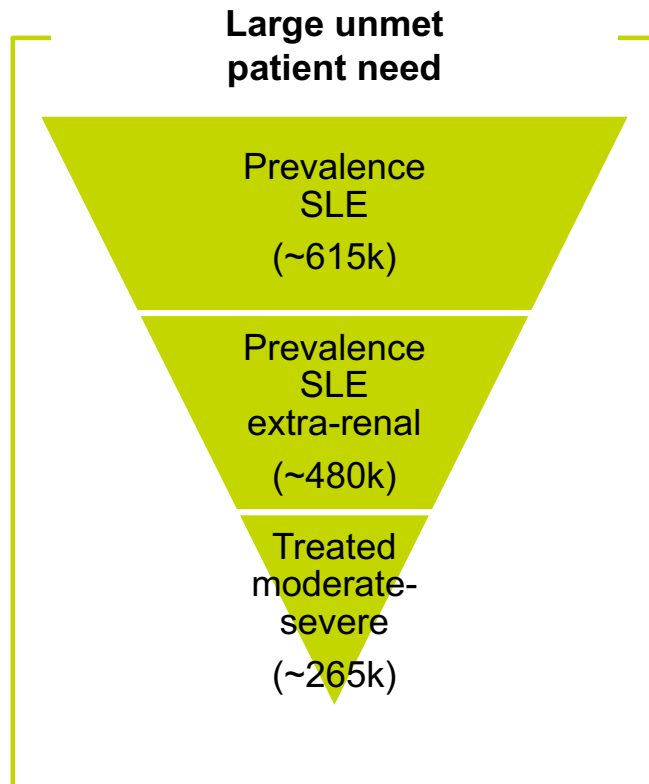 Large unmet
patient need
Prevalence
SLE
(~615k)
Prevalence
SLE
extra-renal
(~480k)
Treated
moderate-
severe
(~265k)